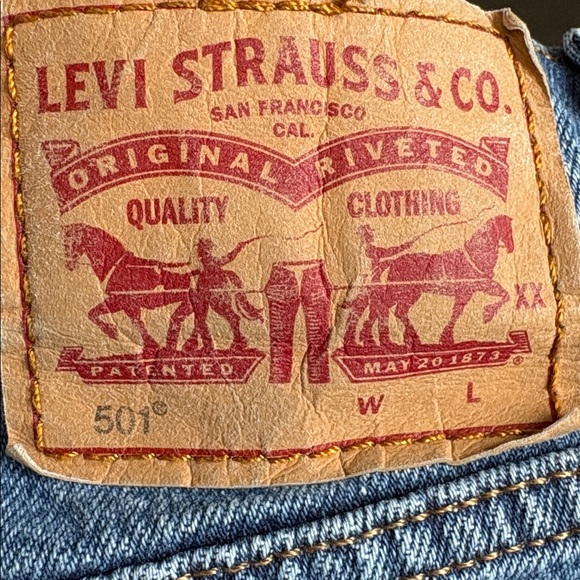 LEVI STRAUSS & CO.
SAN FRANCISCO
CAL.
ORIGINAL RIVETED
QUALITY CLOTHING
XX
PATENTED MAY 20 1873 ®
501® W L